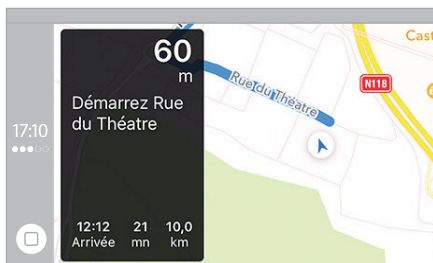 17:10
60
m
Démarrez Rue
du Théatre
12:12 21 10,0
Arrivée mn km
Rue du Théatre
N118
Cast